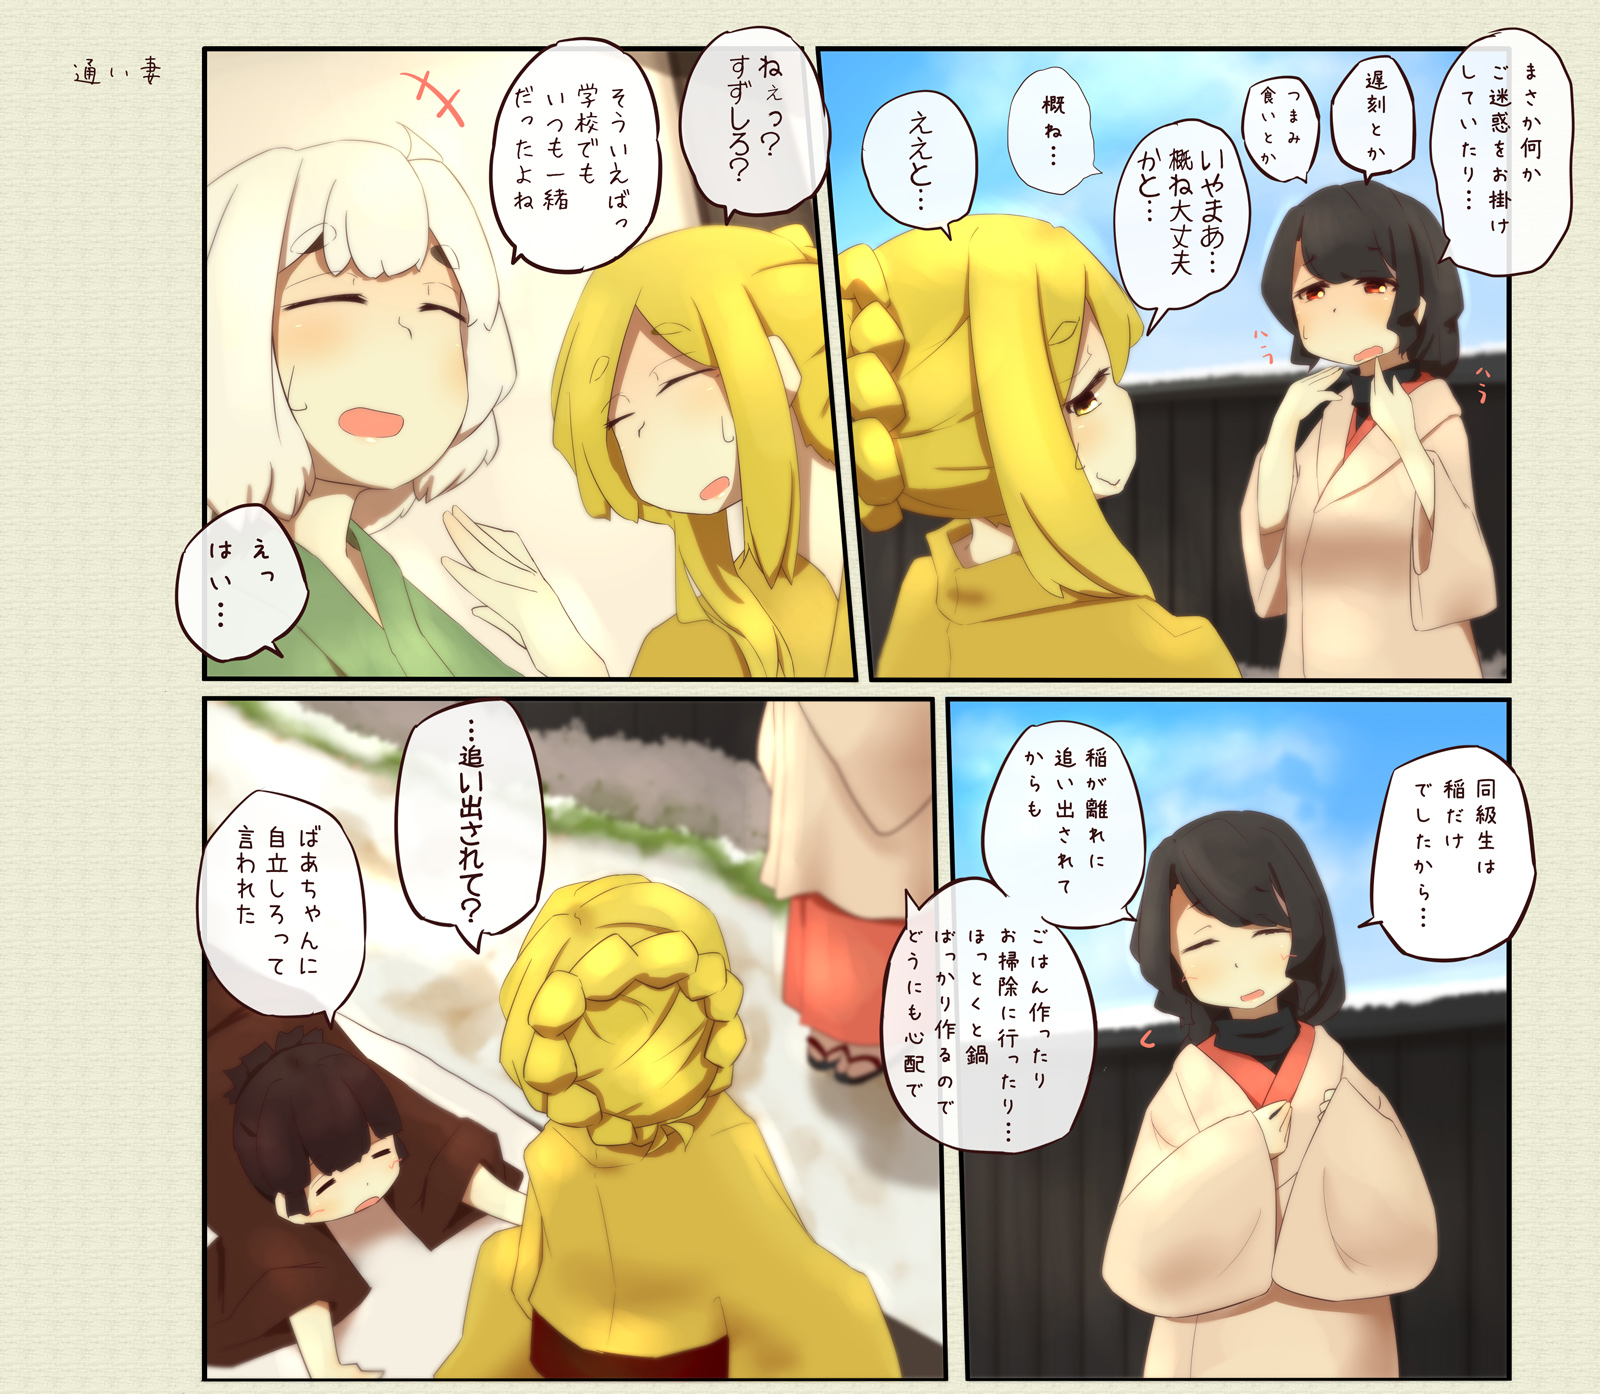 通い妻
まさか何か
ご迷惑をお掛け
していたり…
遅刻とか
つまみ
食いとか
いやまあ…
概ね大丈夫
かと…
概ね…
ええと…
ねぇっ?
すずしろ?
そういえばっ
学校でも
いつも一緒
だったよね
えっ
はい…
ハラ
ハラ
同級生は
稲だけ
でしたから…
稲が離れに
追い出されて
からも
ごはん作ったり
お掃除に行ったり…
ほっとくと鍋
ばっかり作るので
どうにも心配で
…追い出されて?
ばあちゃんに
自立しろって
言われた